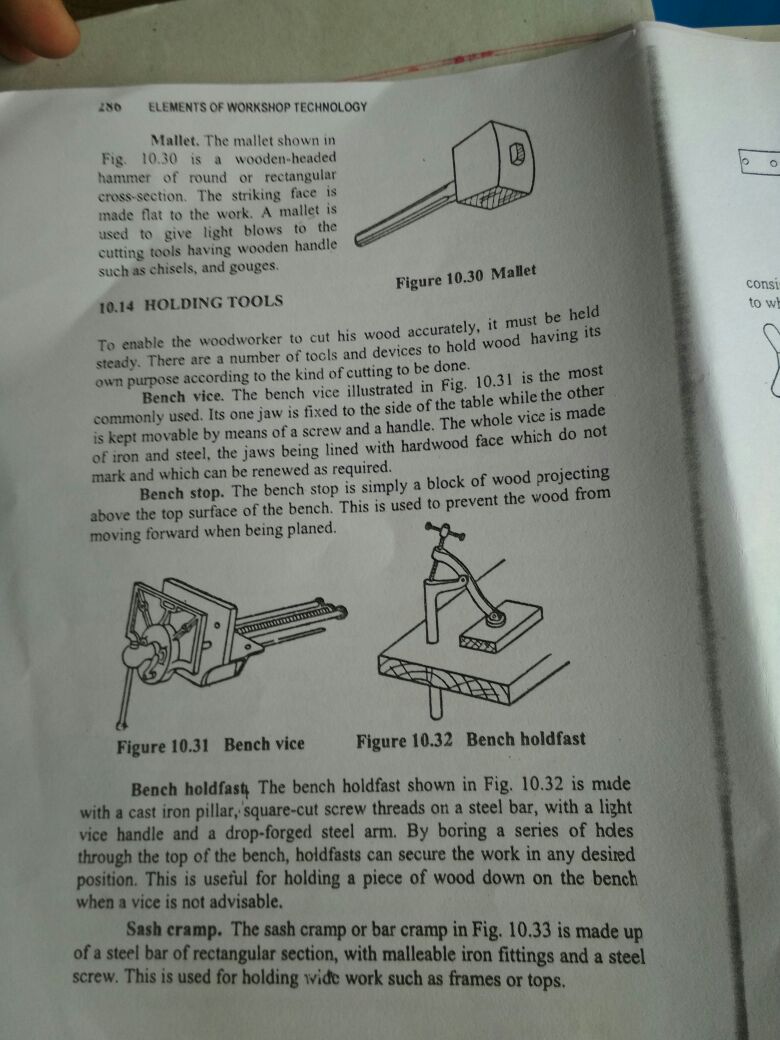 286 ELEMENTS OF WORKSHOP TECHNOLOGY
Mallet. The mallet shown in
Fig. 10.30 is a wooden-headed
hammer of round or rectangular
cross-section. The striking face is
made flat to the work. A mallet is
used to give light blows to the
cutting tools having wooden handle
such as chisels, and gouges.
Figure 10.30 Mallet
10.14 HOLDING TOOLS
To enable the woodworker to cut his wood accurately, it must be held
steady. There are a number of tools and devices to hold wood having its
own purpose according to the kind of cutting to be done.
Bench vice. The bench vice illustrated in Fig. 10.31 is the most
commonly used. Its one jaw is fixed to the side of the table while the other
is kept movable by means of a screw and a handle. The whole vice is made
of iron and steel, the jaws being lined with hardwood face which do not
mark and which can be renewed as required.
Bench stop. The bench stop is simply a block of wood projecting
above the top surface of the bench. This is used to prevent the wood from
moving forward when being planed.
Figure 10.31 Bench vice
Figure 10.32 Bench holdfast
Bench holdfast. The bench holdfast shown in Fig. 10.32 is made
with a cast iron pillar, square-cut screw threads on a steel bar, with a light
vice handle and a drop-forged steel arm. By boring a series of holes
through the top of the bench, holdfasts can secure the work in any desired
position. This is useful for holding a piece of wood down on the bench
when a vice is not advisable.
Sash cramp. The sash cramp or bar cramp in Fig. 10.33 is made up
of a steel bar of rectangular section, with malleable iron fittings and a steel
screw. This is used for holding wide work such as frames or tops.
consi
to wh